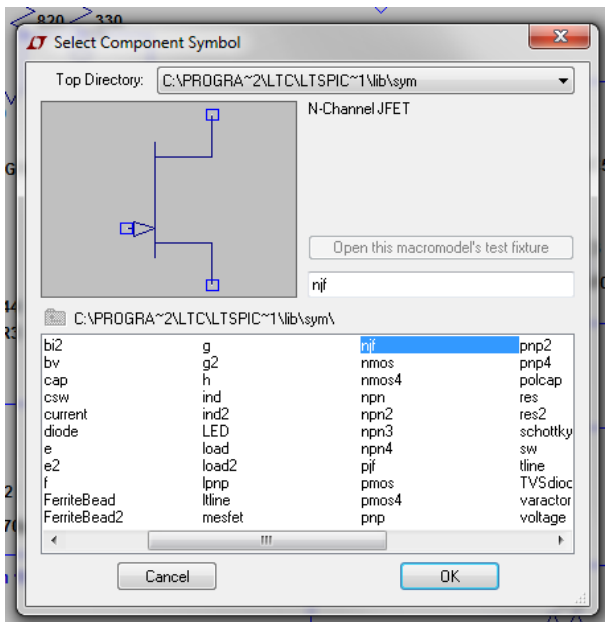 820 330
Select Component Symbol
Top Directory: C:\PROGRA~2\LTC\LTSPIC~1\lib\sym
N-Channel JFET
Open this macromodel's test fixture
njf
C:\PROGRA~2\LTC\LTSPIC~1\lib\sym\
bi2 g njf pnp2
bv g2 nmos pnp4
cap h nmos4 polcap
csw ind npn res
current ind2 npn2 res2
diode LED npn3 schottky
e load npn4 sw
e2 load2 pjf tline
f lpnp pmos TVSdioc
FerriteBead ltline pmos4 varactor
FerriteBead2 mesfet pnp voltage
Cancel OK